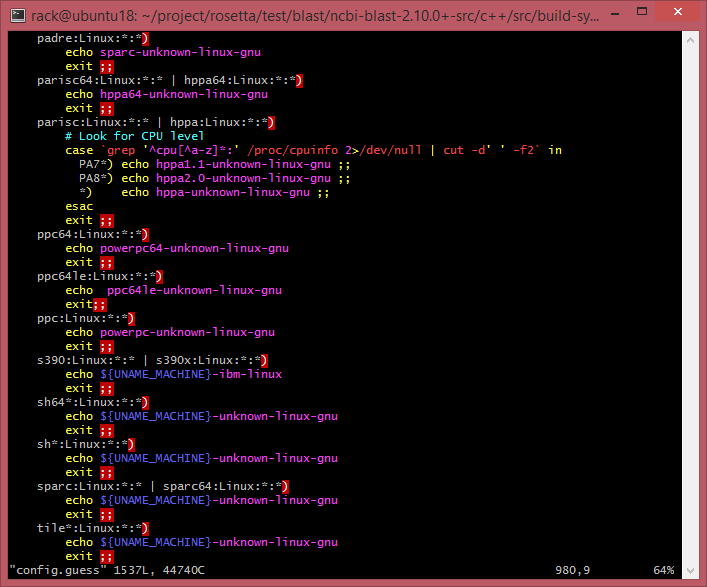 rack@ubuntu18: ~/project/rosetta/test/blast/ncbi-blast-2.10.0+-src/c++/src/build-sy...
    padre:Linux:*:*)
        echo sparc-unknown-linux-gnu
        exit ;;
    parisc64:Linux:*:* | hppa64:Linux:*:*)
        echo hppa64-unknown-linux-gnu
        exit ;;
    parisc:Linux:*:* | hppa:Linux:*:*)
        # Look for CPU level
        case `grep '^cpu[^a-z]*:' /proc/cpuinfo 2>/dev/null | cut -d' ' -f2` in
          PA7*) echo hppa1.1-unknown-linux-gnu ;;
          PA8*) echo hppa2.0-unknown-linux-gnu ;;
          *)    echo hppa-unknown-linux-gnu ;;
        esac
        exit ;;
    ppc64:Linux:*:*)
        echo powerpc64-unknown-linux-gnu
        exit ;;
    ppc64le:Linux:*:*)
        echo  ppc64le-unknown-linux-gnu
        exit;;
    ppc:Linux:*:*)
        echo powerpc-unknown-linux-gnu
        exit ;;
    s390:Linux:*:* | s390x:Linux:*:*)
        echo ${UNAME_MACHINE}-ibm-linux
        exit ;;
    sh64*:Linux:*:*)
        echo ${UNAME_MACHINE}-unknown-linux-gnu
        exit ;;
    sh*:Linux:*:*)
        echo ${UNAME_MACHINE}-unknown-linux-gnu
        exit ;;
    sparc:Linux:*:* | sparc64:Linux:*:*)
        echo ${UNAME_MACHINE}-unknown-linux-gnu
        exit ;;
    tile*:Linux:*:*)
        echo ${UNAME_MACHINE}-unknown-linux-gnu
        exit ;;
"config.guess" 1537L, 44740C 980,9 64%